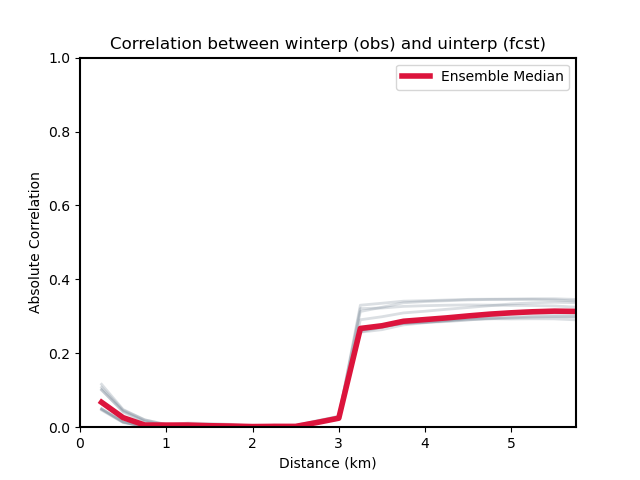 Correlation between winterp (obs) and uinterp (fcst)
Ensemble Median
Absolute Correlation
1.0
0.8
0.6
0.4
0.2
0.0
0 1 2 3 4 5
Distance (km)